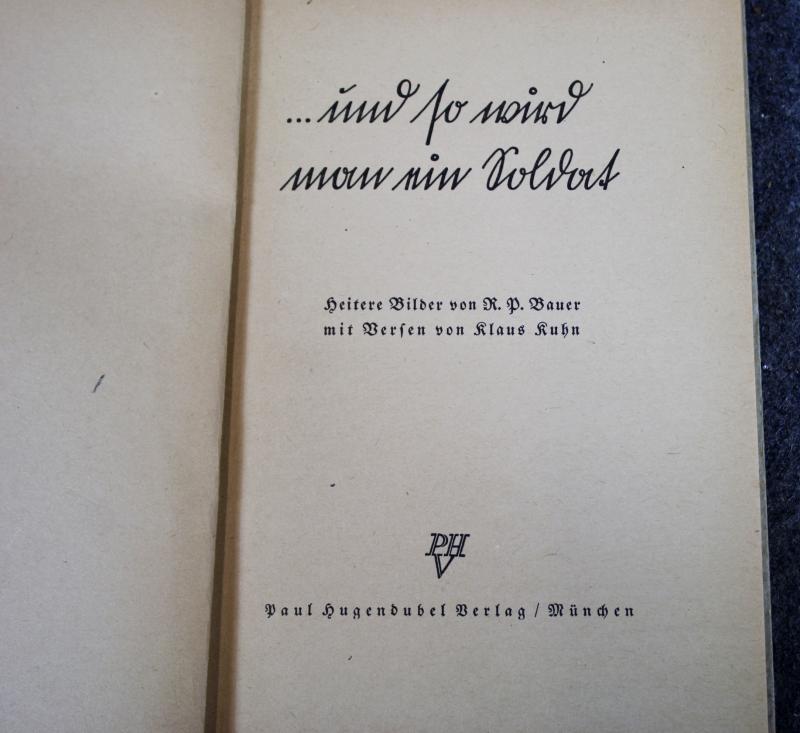 ... und so wird
man ein Soldat
Heitere Bilder von R. P. Bauer
mit Versen von Klaus Kuhn
PHV
Paul Hugendubel Verlag / München